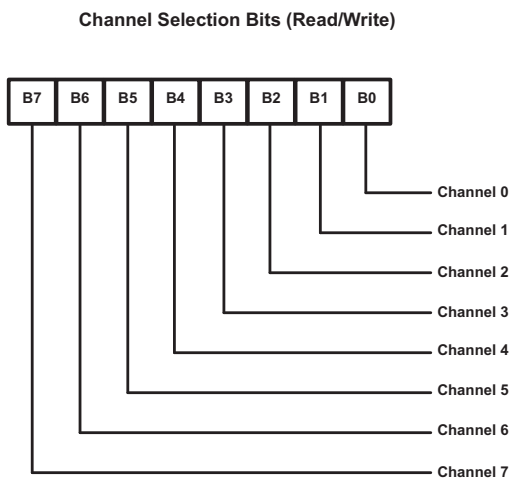 Channel Selection Bits (Read/Write)
B7 B6 B5 B4 B3 B2 B1 B0
Channel 0
Channel 1
Channel 2
Channel 3
Channel 4
Channel 5
Channel 6
Channel 7